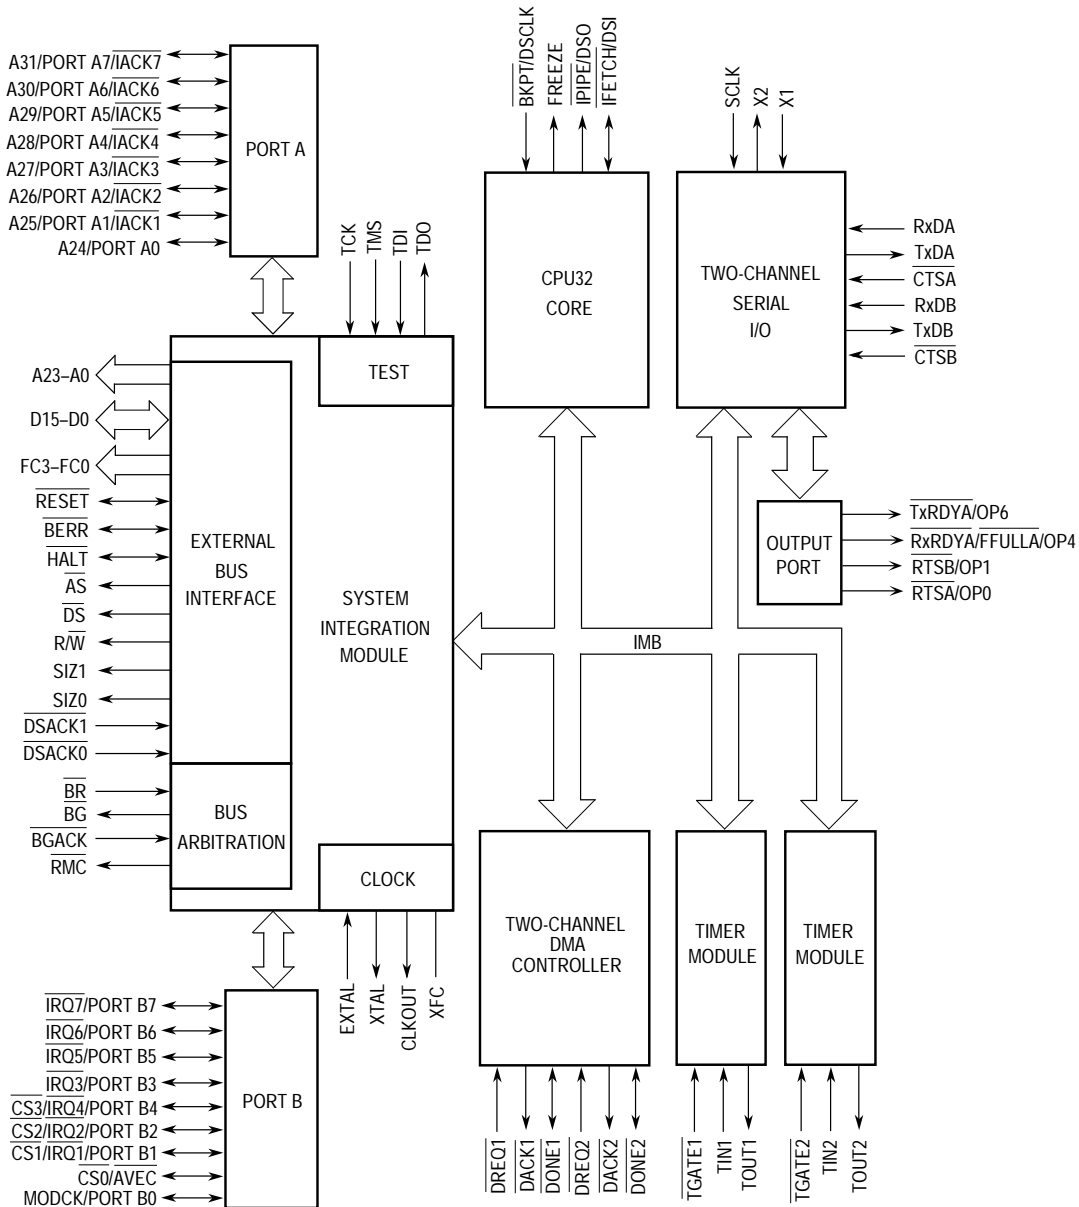 A31/PORT A7/IACK7
A30/PORT A6/IACK6
A29/PORT A5/IACK5
A28/PORT A4/IACK4
A27/PORT A3/IACK3
A26/PORT A2/IACK2
A25/PORT A1/IACK1
A24/PORT A0
PORT A
TCK
TMS
TDI
TDO
TEST
BKPT/DSCLK
FREEZE
IPIPE/DSO
IFETCH/DSI
CPU32
CORE
SCLK
X2
X1
TWO-CHANNEL
SERIAL
I/O
RxDA
TxDA
CTSA
RxDB
TxDB
CTSB
OUTPUT
PORT
TxRDYA/OP6
RxRDYA/FFULLA/OP4
RTSB/OP1
RTSA/OP0
A23–A0
D15–D0
FC3–FC0
RESET
BERR
HALT
AS
DS
R/W
SIZ1
SIZ0
DSACK1
DSACK0
EXTERNAL
BUS
INTERFACE
SYSTEM
INTEGRATION
MODULE
IMB
BR
BG
BGACK
RMC
BUS
ARBITRATION
CLOCK
EXTAL
XTAL
CLKOUT
XFC
TWO-CHANNEL
DMA
CONTROLLER
TIMER
MODULE
TIMER
MODULE
DREQ1
DACK1
DONE1
DREQ2
DACK2
DONE2
TGATE1
TIN1
TOUT1
TGATE2
TIN2
TOUT2
IRQ7/PORT B7
IRQ6/PORT B6
IRQ5/PORT B5
IRQ3/PORT B3
CS3/IRQ4/PORT B4
CS2/IRQ2/PORT B2
CS1/IRQ1/PORT B1
CS0/AVEC
MODCK/PORT B0
PORT B